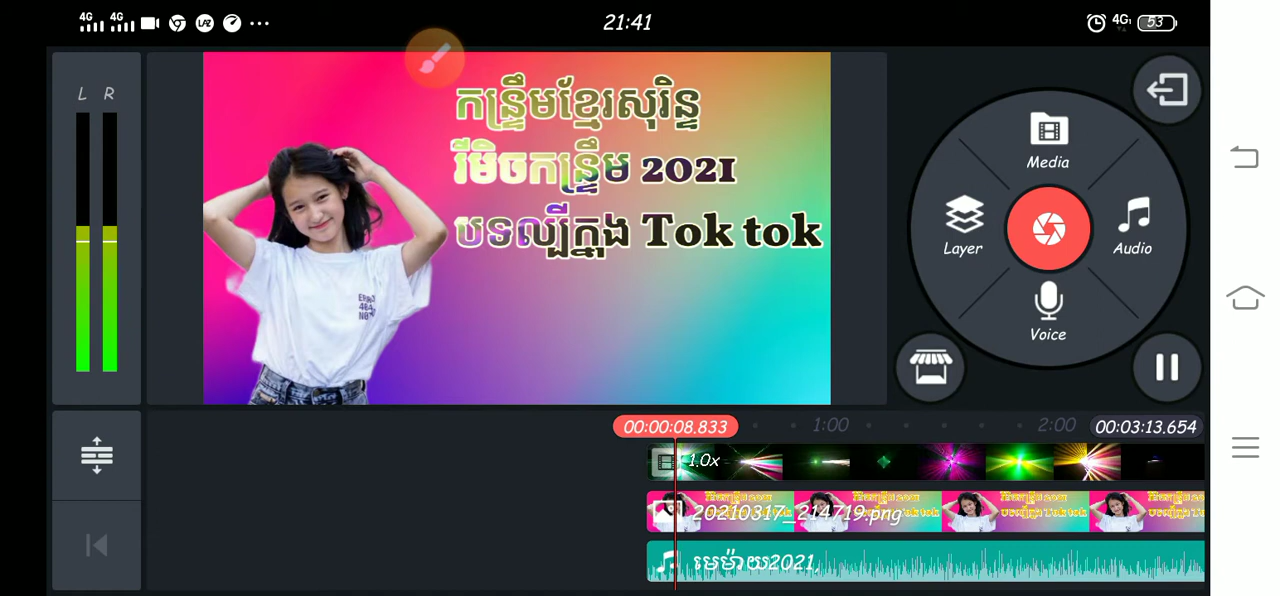 4G 4G LAZ 21:41 4G 53
L R
កន្ទ្រឹមខ្មែរសុរិន្ទ
រីមិចកន្ទ្រឹម 2021
បទល្បីក្នុង Tok tok
Media
Layer
Audio
Voice
00:00:08.833 1:00 2:00 00:03:13.654
1.0x
20210317_214719.png
មេម៉ាយ2021,